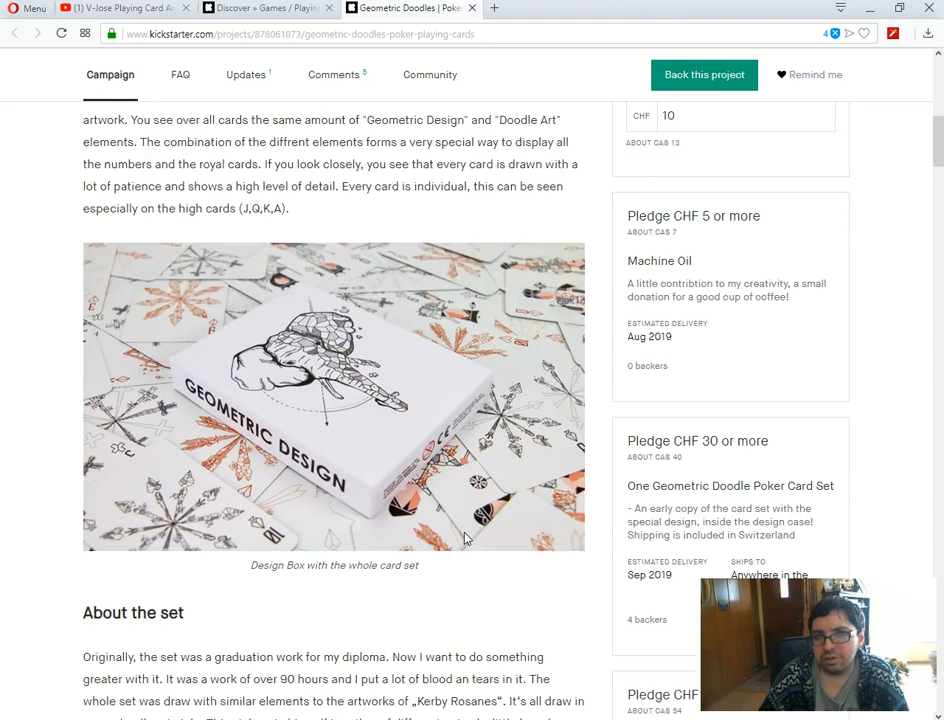 Menu
(1) V-Jose Playing Card Ar
Discover » Games / Playin
Geometric Doodles | Poke
www.kickstarter.com/projects/878061873/geometric-doodles-poker-playing-cards
4
Campaign
FAQ
Updates 1
Comments 5
Community
Back this project
Remind me
artwork. You see over all cards the same amount of "Geometric Design" and "Doodle Art"
elements. The combination of the diffrent elements forms a very special way to display all
the numbers and the royal cards. If you look closely, you see that every card is drawn with a
lot of patience and shows a high level of detail. Every card is individual, this can be seen
especially on the high cards (J,Q,K,A).
GEOMETRIC DESIGN
Design Box with the whole card set
About the set
Originally, the set was a graduation work for my diploma. Now I want to do something
greater with it. It was a work of over 90 hours and I put a lot of blood an tears in it. The
whole set was draw with similar elements to the artworks of „Kerby Rosanes“. It's all draw in
CHF 10
ABOUT CA$ 13
Pledge CHF 5 or more
ABOUT CA$ 7
Machine Oil
A little contribtion to my creativity, a small
donation for a good cup of coffee!
ESTIMATED DELIVERY
Aug 2019
0 backers
Pledge CHF 30 or more
ABOUT CA$ 40
One Geometric Doodle Poker Card Set
- An early copy of the card set with the
special design, inside the design case!
Shipping is included in Switzerland
ESTIMATED DELIVERY
SHIPS TO
Sep 2019
Anywhere in the
4 backers
Pledge CHF
ABOUT CA$ 54